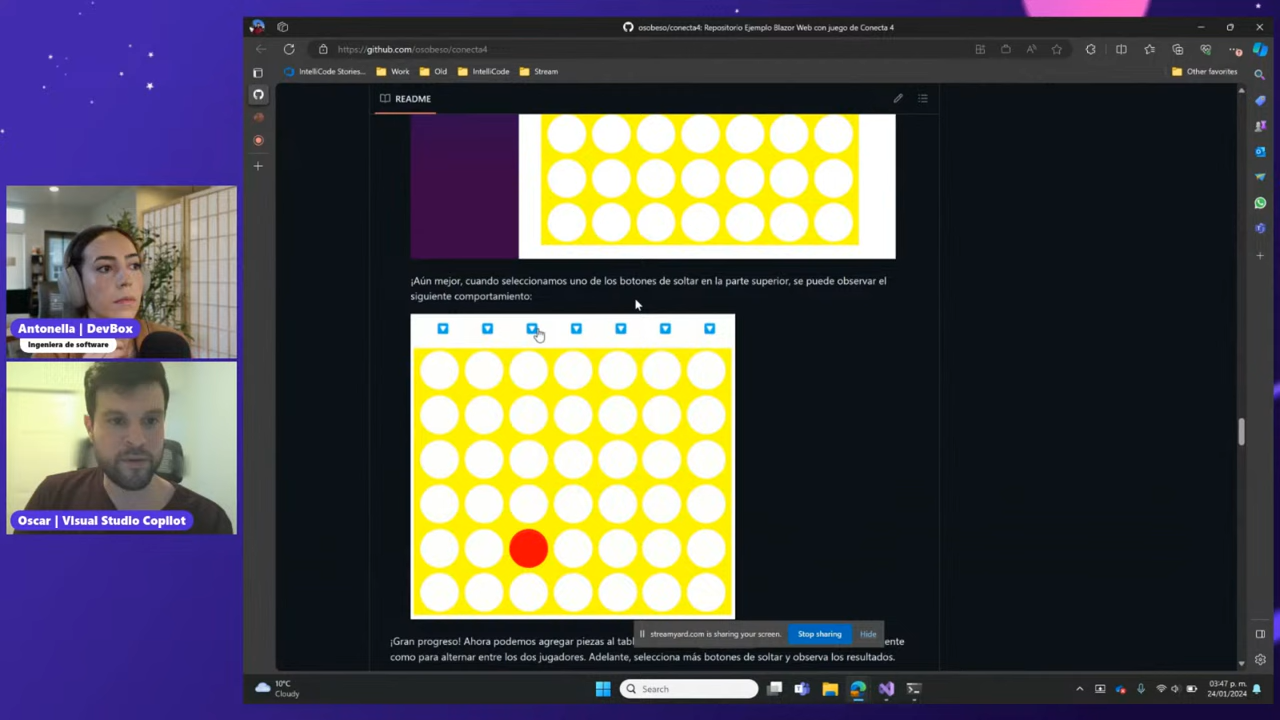 osobeso/conecta4: Repositorio Ejemplo Blazor Web con juego de Conecta 4
https://github.com/osobeso/conecta4
IntelliCode Stories...
Work
Old
IntelliCode
Stream
Other favorites
README
¡Aún mejor, cuando seleccionamos uno de los botones de soltar en la parte superior, se puede observar el
siguiente comportamiento:
Antonella | DevBox
Ingeniera de software
Oscar | Visual Studio Copilot
streamyard.com is sharing your screen.
Stop sharing
Hide
¡Gran progreso! Ahora podemos agregar piezas al
como para alternar entre los dos jugadores. Adelante, selecciona más botones de soltar y observa los resultados.
10°C
Cloudy
Search
03:47 p. m.
24/01/2024